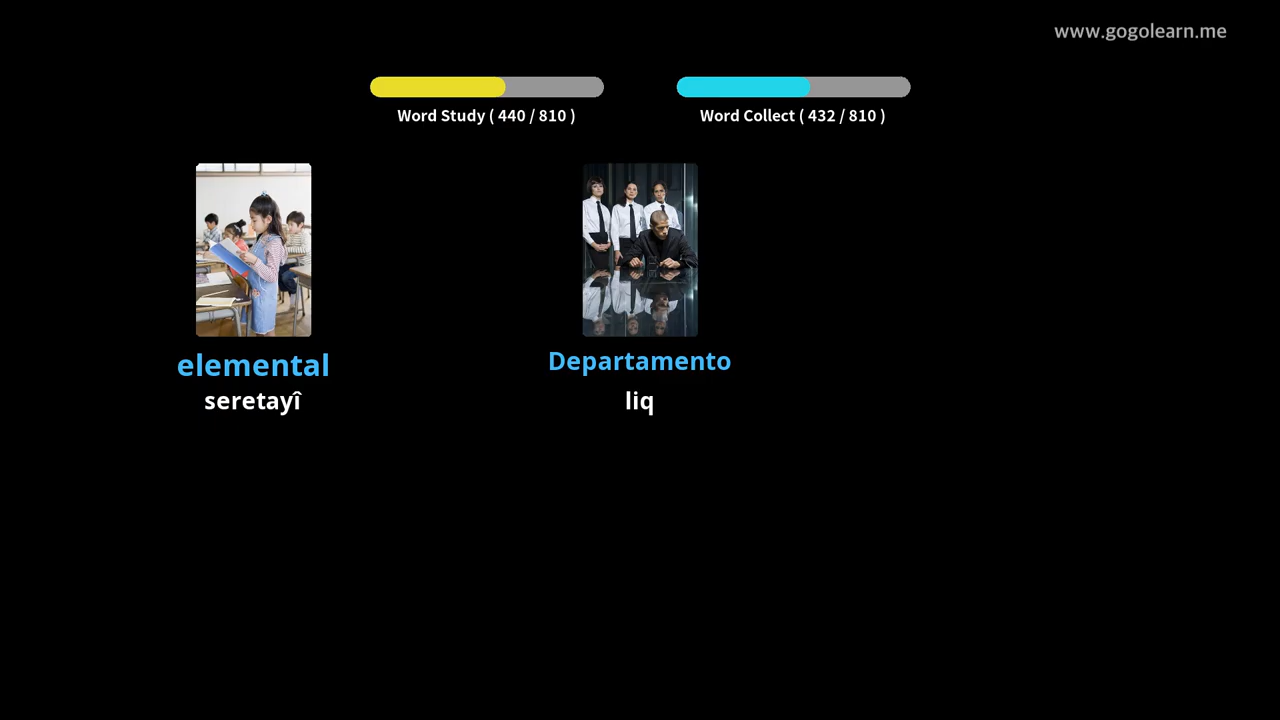 www.gogolearn.me
Word Study ( 440 / 810 )
Word Collect ( 432 / 810 )
elemental
seretayî
Departamento
liq